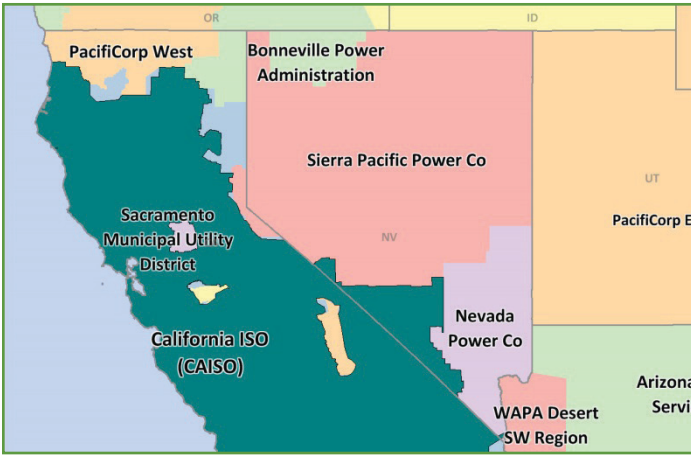 OR
ID
PacifiCorp West
Bonneville Power
Administration
Sierra Pacific Power Co
UT
Sacramento
Municipal Utility
District
PacifiCorp E
NV
Nevada
Power Co
California ISO
(CAISO)
Arizona
Servi
WAPA Desert
SW Region